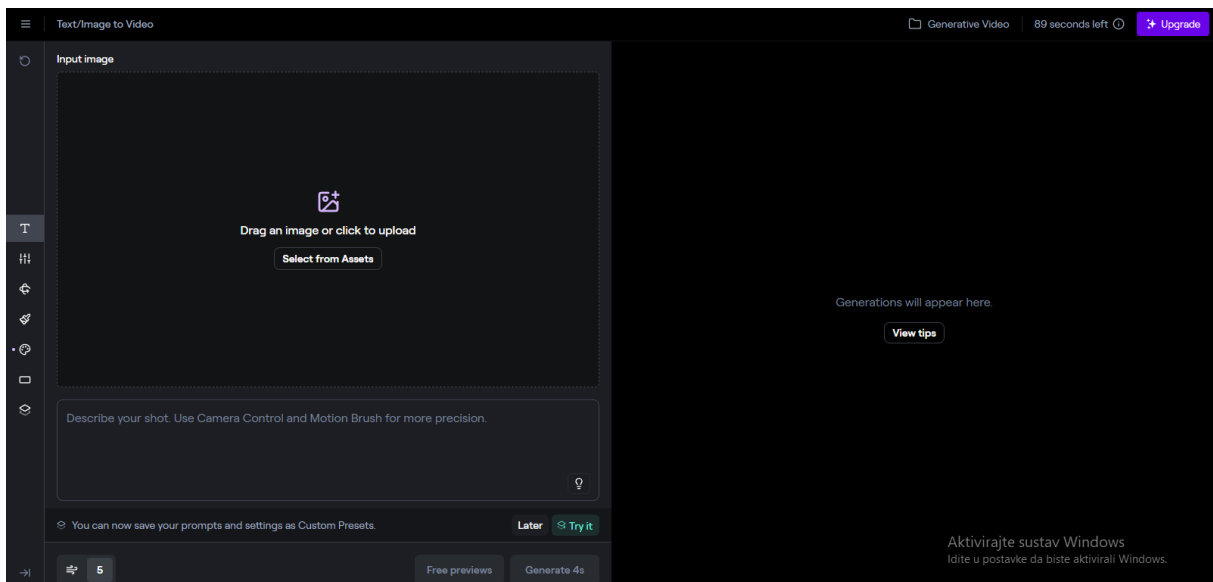 Text/Image to Video
Generative Video
89 seconds left
Upgrade
Input image
Drag an image or click to upload
Select from Assets
T
Describe your shot. Use Camera Control and Motion Brush for more precision.
You can now save your prompts and settings as Custom Presets.
Later
Try it
5
Free previews
Generate 4s
Generations will appear here.
View tips
Aktivirajte sustav Windows
Idite u postavke da biste aktivirali Windows.